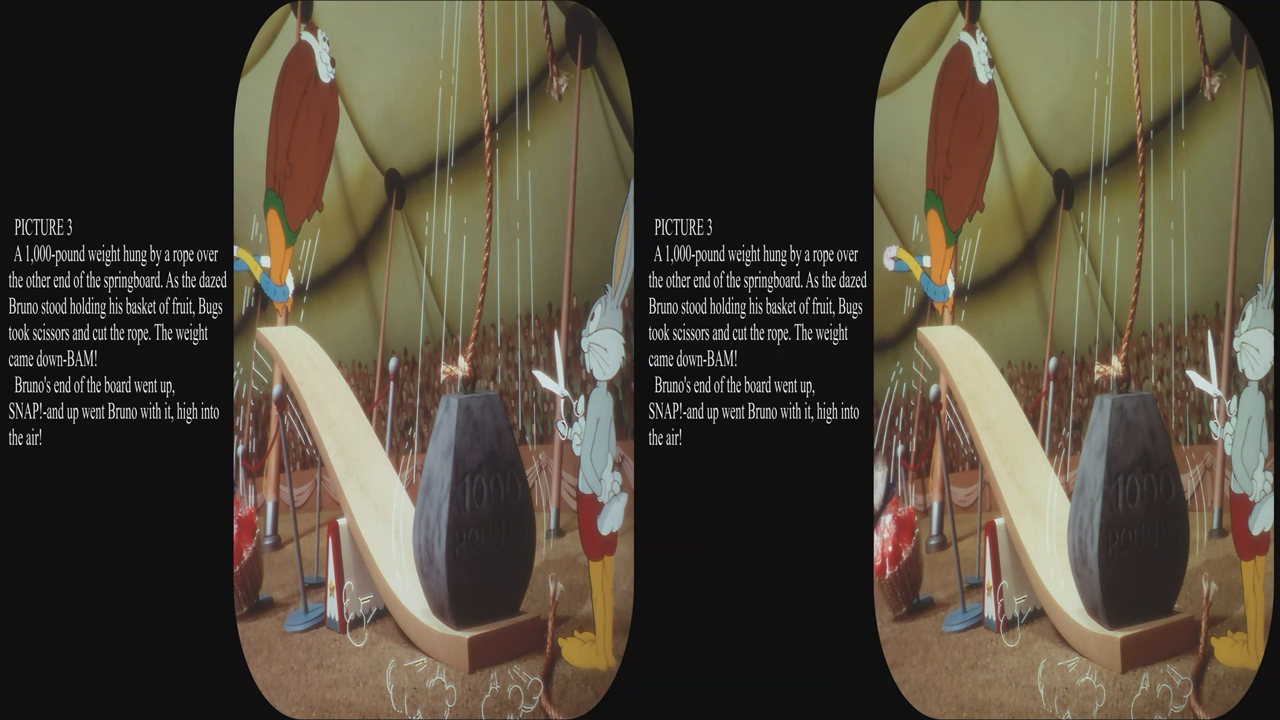 PICTURE 3
A 1,000-pound weight hung by a rope over
the other end of the springboard. As the dazed
Bruno stood holding his basket of fruit, Bugs
took scissors and cut the rope. The weight
came down-BAM!
Bruno's end of the board went up,
SNAP!-and up went Bruno with it, high into
the air!
1000
PICTURE 3
A 1,000-pound weight hung by a rope over
the other end of the springboard. As the dazed
Bruno stood holding his basket of fruit, Bugs
took scissors and cut the rope. The weight
came down-BAM!
Bruno's end of the board went up,
SNAP!-and up went Bruno with it, high into
the air!
1000